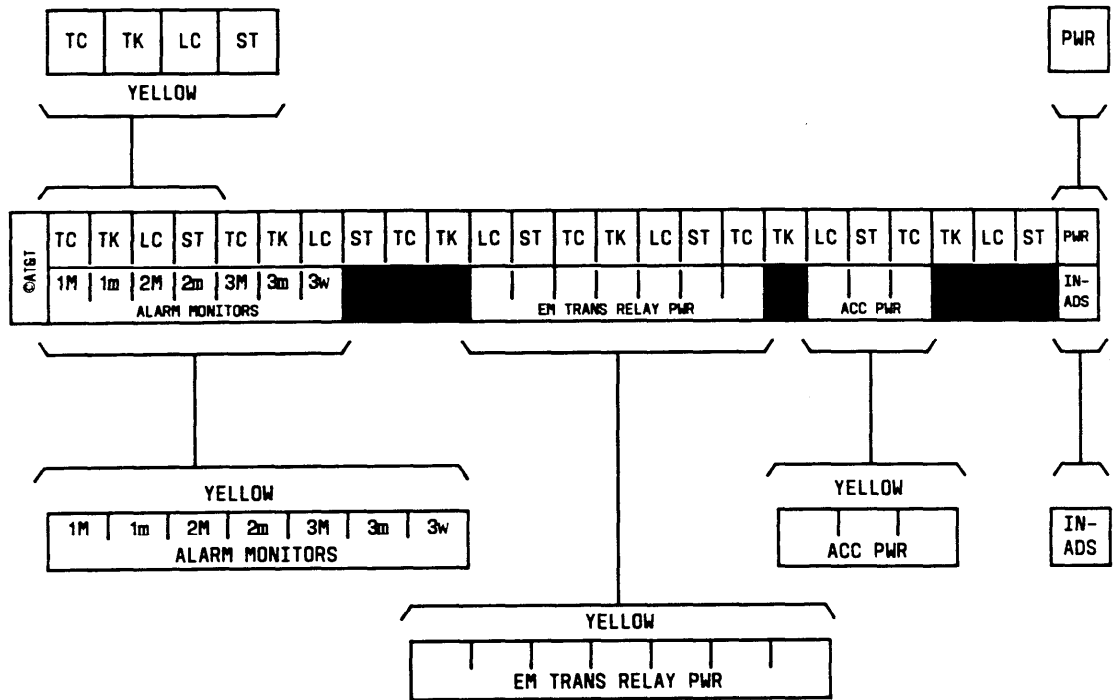 TC TK LC ST
YELLOW
PWR
©AT&T
TC TK LC ST TC TK LC ST TC TK LC ST TC TK LC ST TC TK LC ST TC TK LC ST PWR
1M 1m 2M 2m 3M 3m 3w
ALARM MONITORS
EM TRANS RELAY PWR
ACC PWR
IN-
ADS
YELLOW
1M 1m 2M 2m 3M 3m 3w
ALARM MONITORS
YELLOW
ACC PWR
IN-
ADS
YELLOW
EM TRANS RELAY PWR